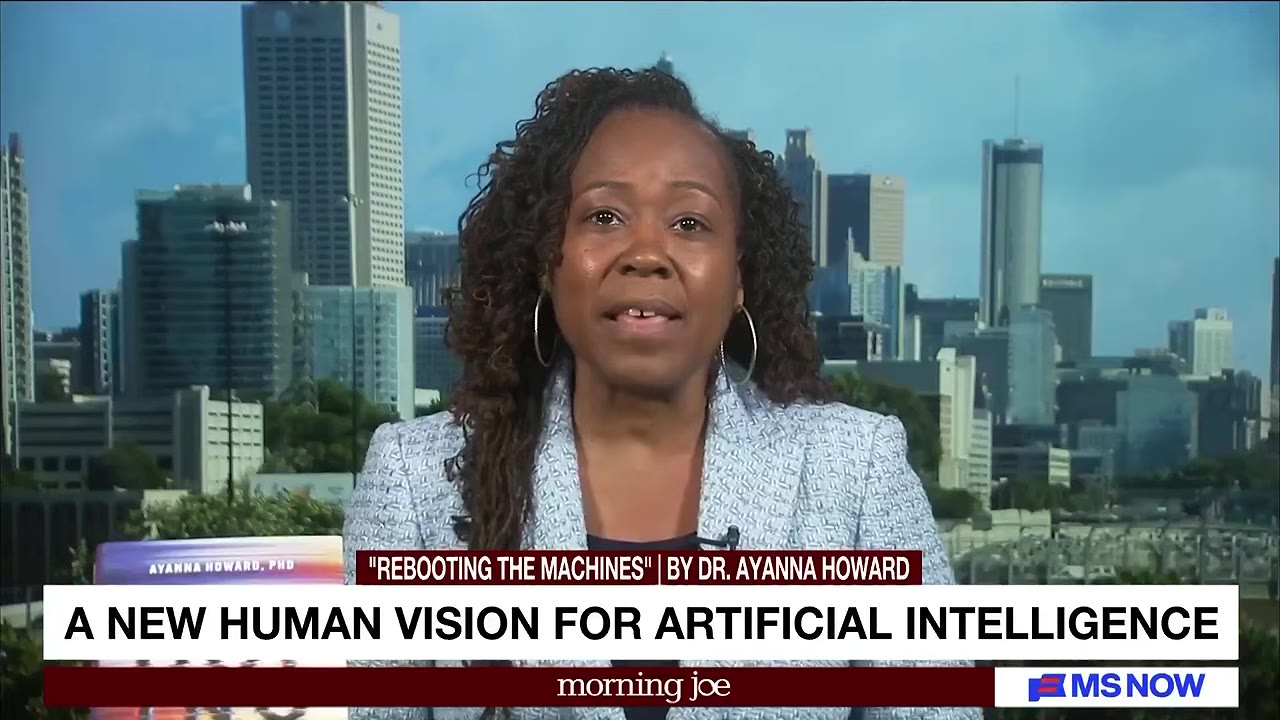 AYANNA HOWARD, PHD
"REBOOTING THE MACHINES" | BY DR. AYANNA HOWARD
A NEW HUMAN VISION FOR ARTIFICIAL INTELLIGENCE
morning joe
MS NOW